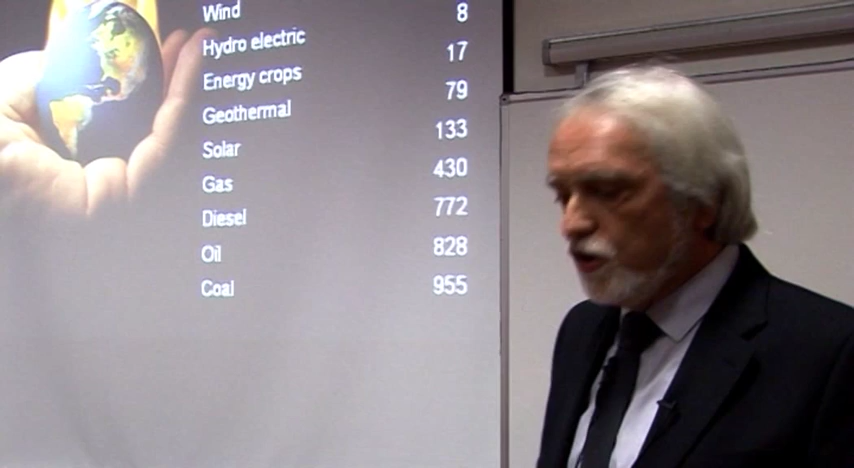 Wind
Hydro electric 8
Energy crops 17
Geothermal 79
Solar 133
Gas 430
Diesel 772
Oil 828
Coal 955